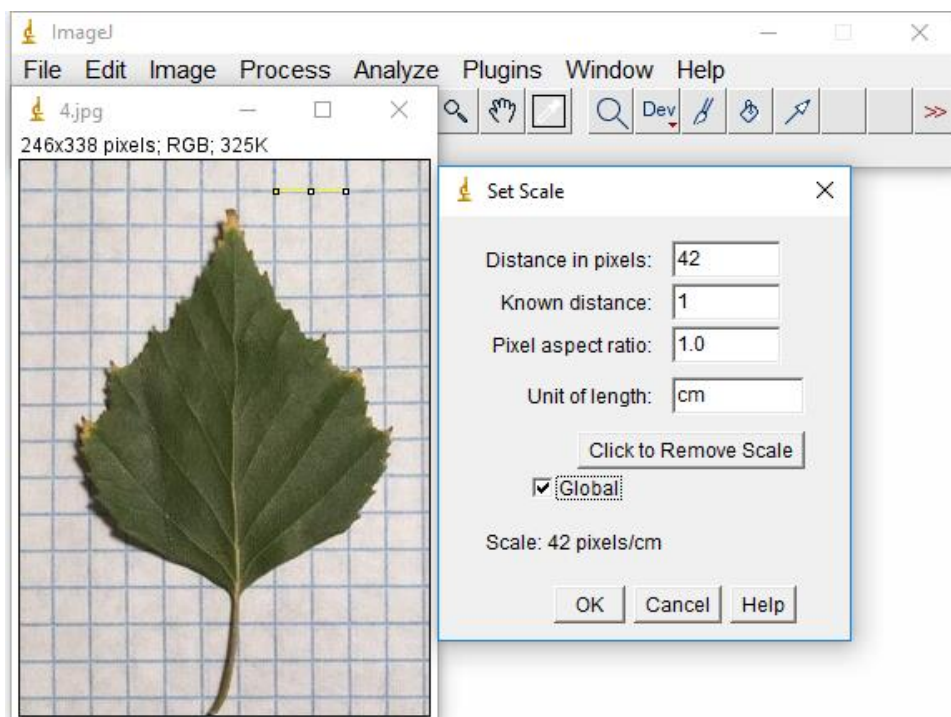 ImageJ
File Edit Image Process Analyze Plugins Window Help
4.jpg
Dev
>>
246x338 pixels; RGB; 325K
Set Scale
Distance in pixels: 42
Known distance: 1
Pixel aspect ratio: 1.0
Unit of length: cm
Click to Remove Scale
Global
Scale: 42 pixels/cm
OK Cancel Help